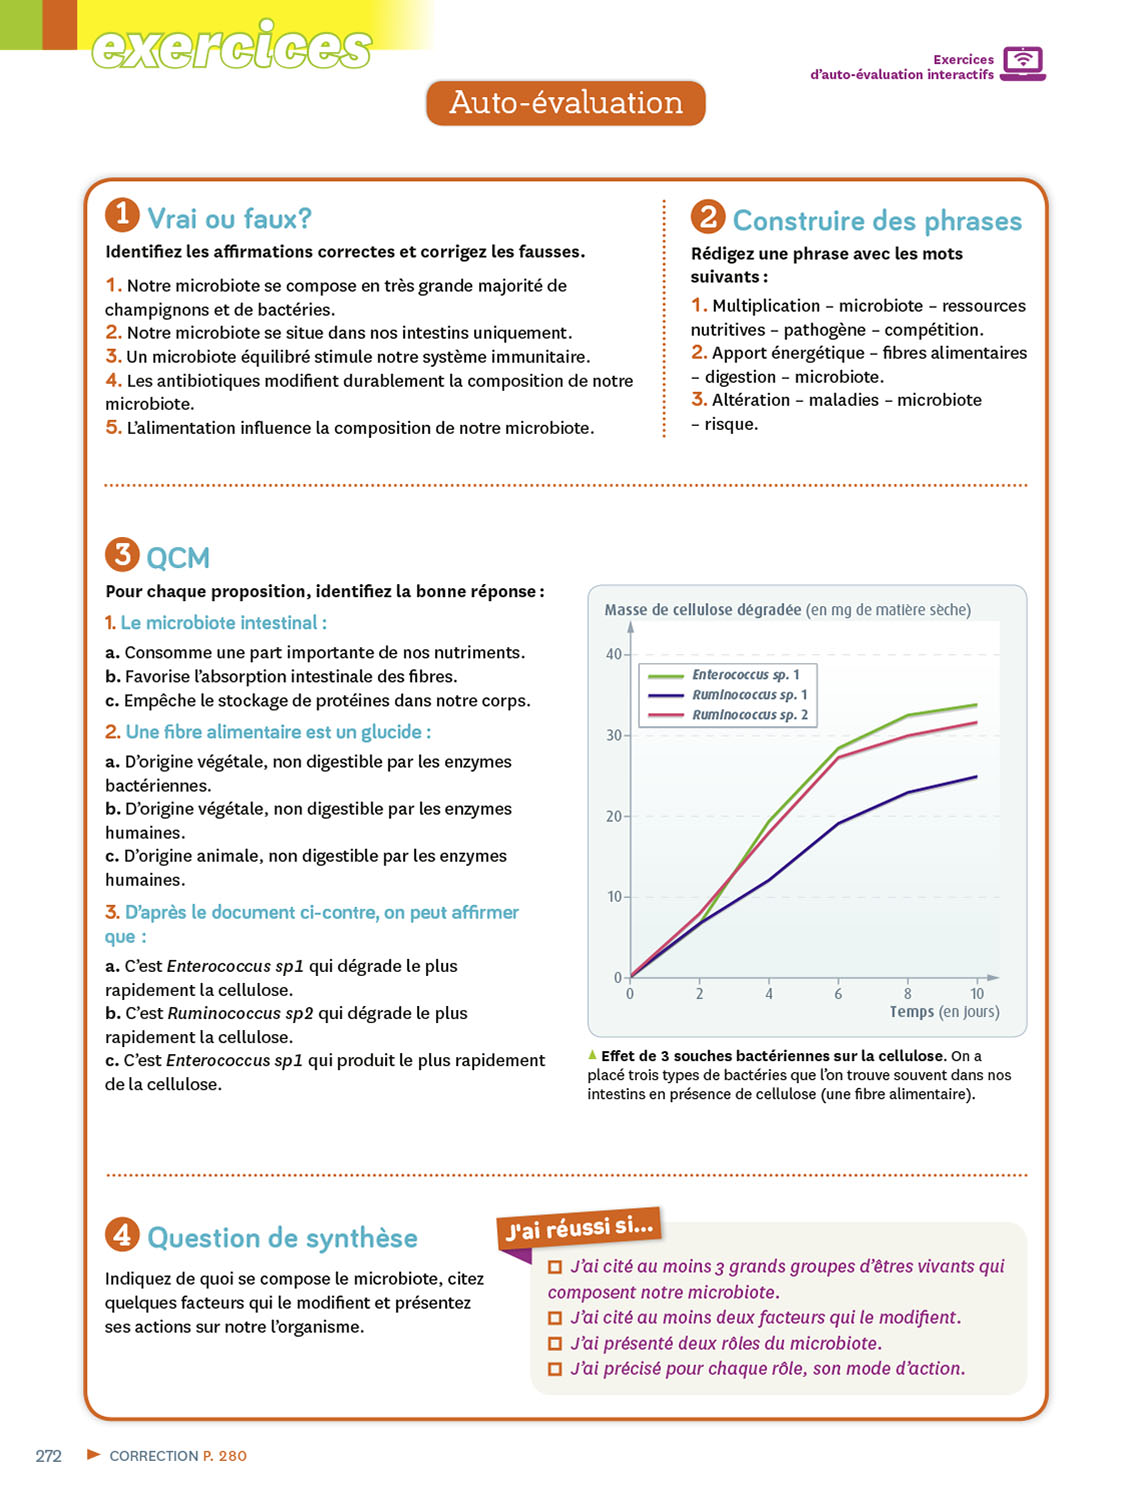 exercices
Exercices
d'auto-évaluation interactifs
Auto-évaluation
1 Vrai ou faux?
Identifiez les affirmations correctes et corrigez les fausses.
1. Notre microbiote se compose en très grande majorité de
champignons et de bactéries.
2. Notre microbiote se situe dans nos intestins uniquement.
3. Un microbiote équilibré stimule notre système immunitaire.
4. Les antibiotiques modifient durablement la composition de notre
microbiote.
5. L'alimentation influence la composition de notre microbiote.
2 Construire des phrases
Rédigez une phrase avec les mots
suivants :
1. Multiplication – microbiote – ressources
nutritives – pathogène – compétition.
2. Apport énergétique – fibres alimentaires
– digestion – microbiote.
3. Altération – maladies – microbiote
– risque.
3 QCM
Pour chaque proposition, identifiez la bonne réponse :
1. Le microbiote intestinal :
a. Consomme une part importante de nos nutriments.
b. Favorise l'absorption intestinale des fibres.
c. Empêche le stockage de protéines dans notre corps.
2. Une fibre alimentaire est un glucide :
a. D'origine végétale, non digestible par les enzymes
bactériennes.
b. D'origine végétale, non digestible par les enzymes
humaines.
c. D'origine animale, non digestible par les enzymes
humaines.
3. D'après le document ci-contre, on peut affirmer
que :
a. C'est Enterococcus sp1 qui dégrade le plus
rapidement la cellulose.
b. C'est Ruminococcus sp2 qui dégrade le plus
rapidement la cellulose.
c. C'est Enterococcus sp1 qui produit le plus rapidement
de la cellulose.
Masse de cellulose dégradée (en mg de matière sèche)
40
Enterococcus sp. 1
Ruminococcus sp. 1
Ruminococcus sp. 2
30
20
10
0
0 2 4 6 8 10
Temps (en jours)
Effet de 3 souches bactériennes sur la cellulose. On a
placé trois types de bactéries que l'on trouve souvent dans nos
intestins en présence de cellulose (une fibre alimentaire).
4 Question de synthèse
Indiquez de quoi se compose le microbiote, citez
quelques facteurs qui le modifient et présentez
ses actions sur notre l'organisme.
J'ai réussi si...
J'ai cité au moins 3 grands groupes d'êtres vivants qui
composent notre microbiote.
J'ai cité au moins deux facteurs qui le modifient.
J'ai présenté deux rôles du microbiote.
J'ai précisé pour chaque rôle, son mode d'action.
272 CORRECTION P. 280